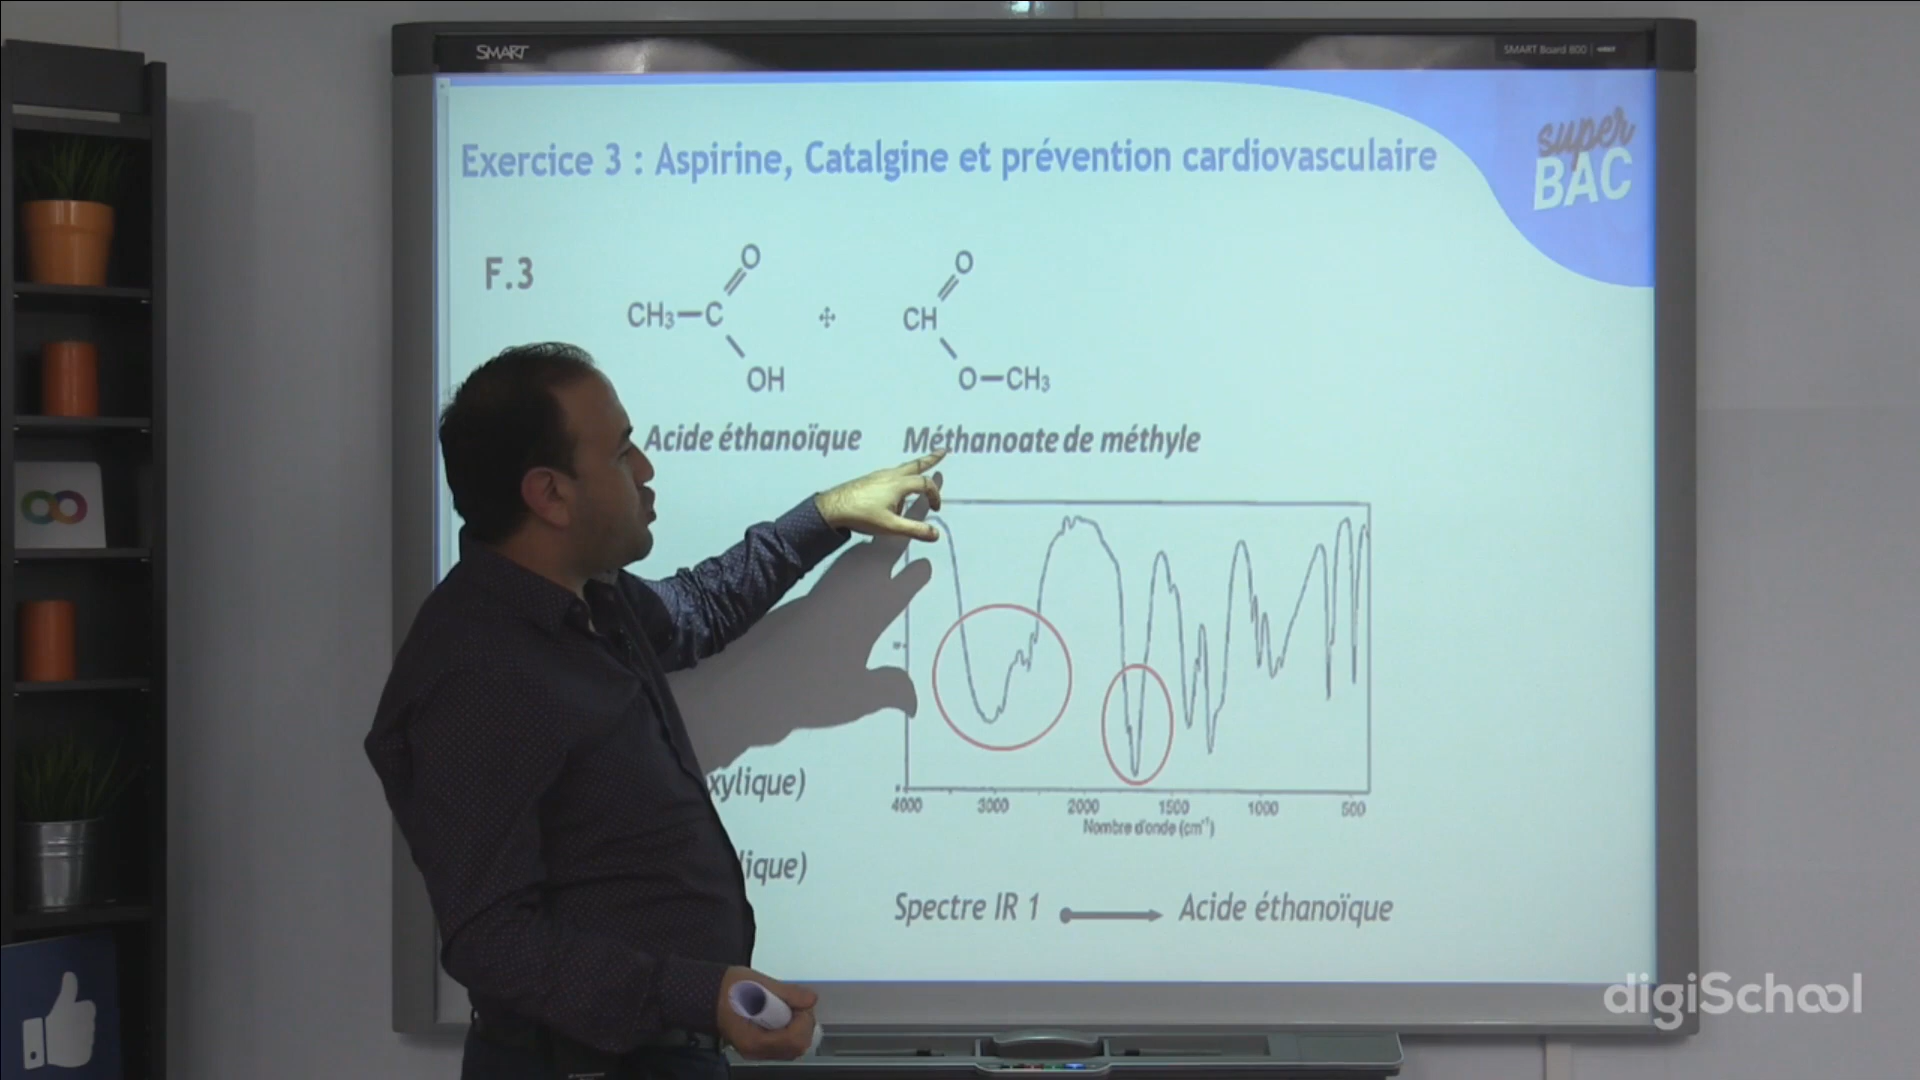 SMART
SMART Board 800
super
BAC
Exercice 3 : Aspirine, Catalgine et prévention cardiovasculaire
F.3
O
CH₃—C
OH
O
CH
O—CH₃
Acide éthanoïque
Méthanoate de méthyle
xylique)
lique)
4000 3000 2000 1500 1000 500
Nombre d'onde (cm⁻¹)
Spectre IR 1
Acide éthanoïque
digiSchool